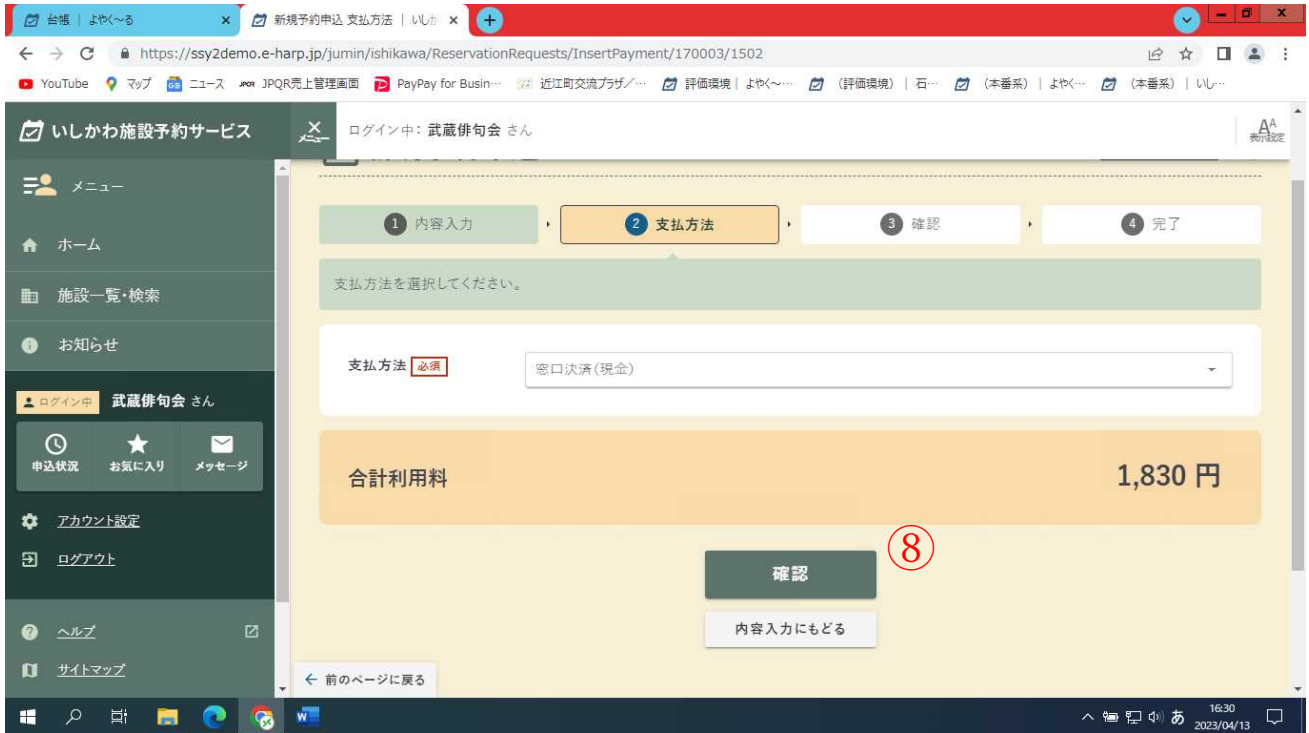 台帳 | よやく～る
新規予約申込 支払方法 | いしか
https://ssy2demo.e-harp.jp/jumin/ishikawa/ReservationRequests/InsertPayment/170003/1502
YouTube マップ ニュース JPQR売上管理画面 PayPay for Busin… 近江町交流プラザ／… 評価環境 | よやく～… （評価環境） | 石… （本番系） | よやく… （本番系） | いし…
いしかわ施設予約サービス
メニュー
ログイン中： 武蔵俳句会 さん
AA
表示設定
メニュー
ホーム
施設一覧・検索
お知らせ
ログイン中 武蔵俳句会 さん
申込状況 お気に入り メッセージ
アカウント設定
ログアウト
ヘルプ
サイトマップ
1 内容入力
2 支払方法
3 確認
4 完了
支払方法を選択してください。
支払方法 必須 窓口決済(現金)
合計利用料 1,830 円
⑧
確認
内容入力にもどる
← 前のページに戻る
あ
16:30
2023/04/13